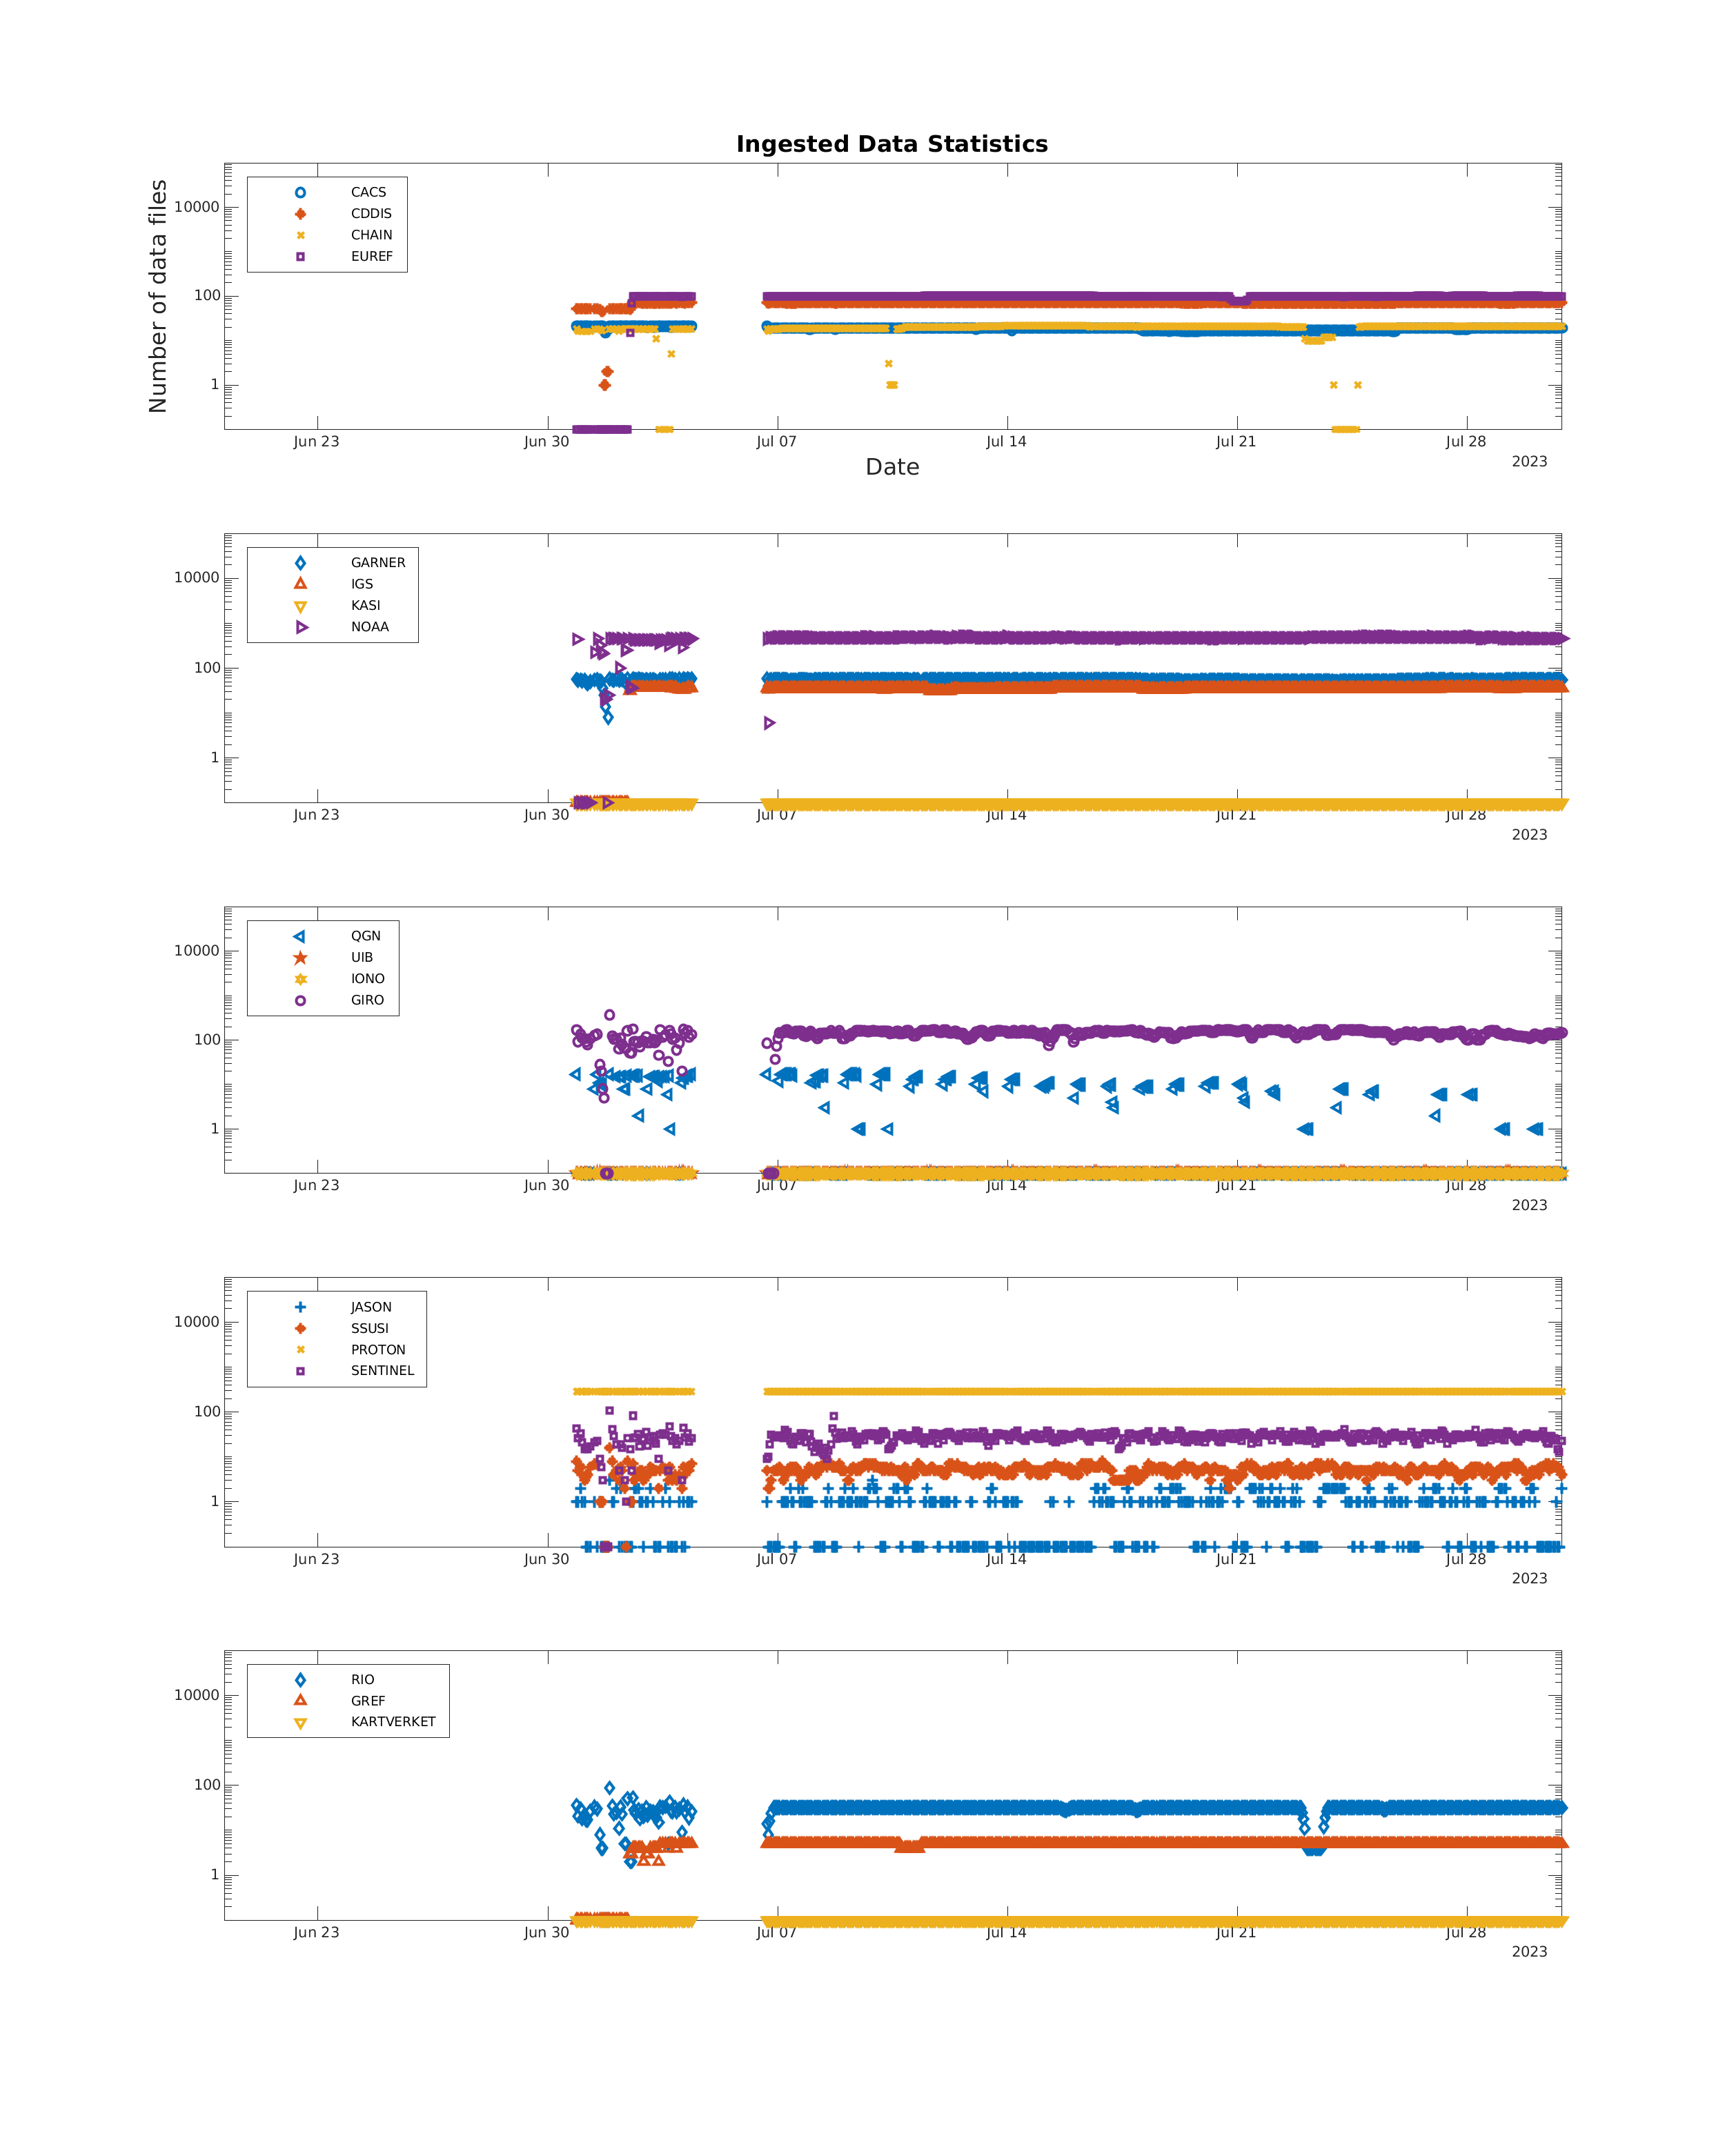 Ingested Data Statistics
Number of data files
10000
100
1
CACS
CDDIS
CHAIN
EUREF
Jun 23
Jun 30
Jul 07
Jul 14
Jul 21
Jul 28
2023
Date
10000
100
1
GARNER
IGS
KASI
NOAA
Jun 23
Jun 30
Jul 07
Jul 14
Jul 21
Jul 28
2023
10000
100
1
QGN
UIB
IONO
GIRO
Jun 23
Jun 30
Jul 07
Jul 14
Jul 21
Jul 28
2023
10000
100
1
JASON
SSUSI
PROTON
SENTINEL
Jun 23
Jun 30
Jul 07
Jul 14
Jul 21
Jul 28
2023
10000
100
1
RIO
GREF
KARTVERKET
Jun 23
Jun 30
Jul 07
Jul 14
Jul 21
Jul 28
2023